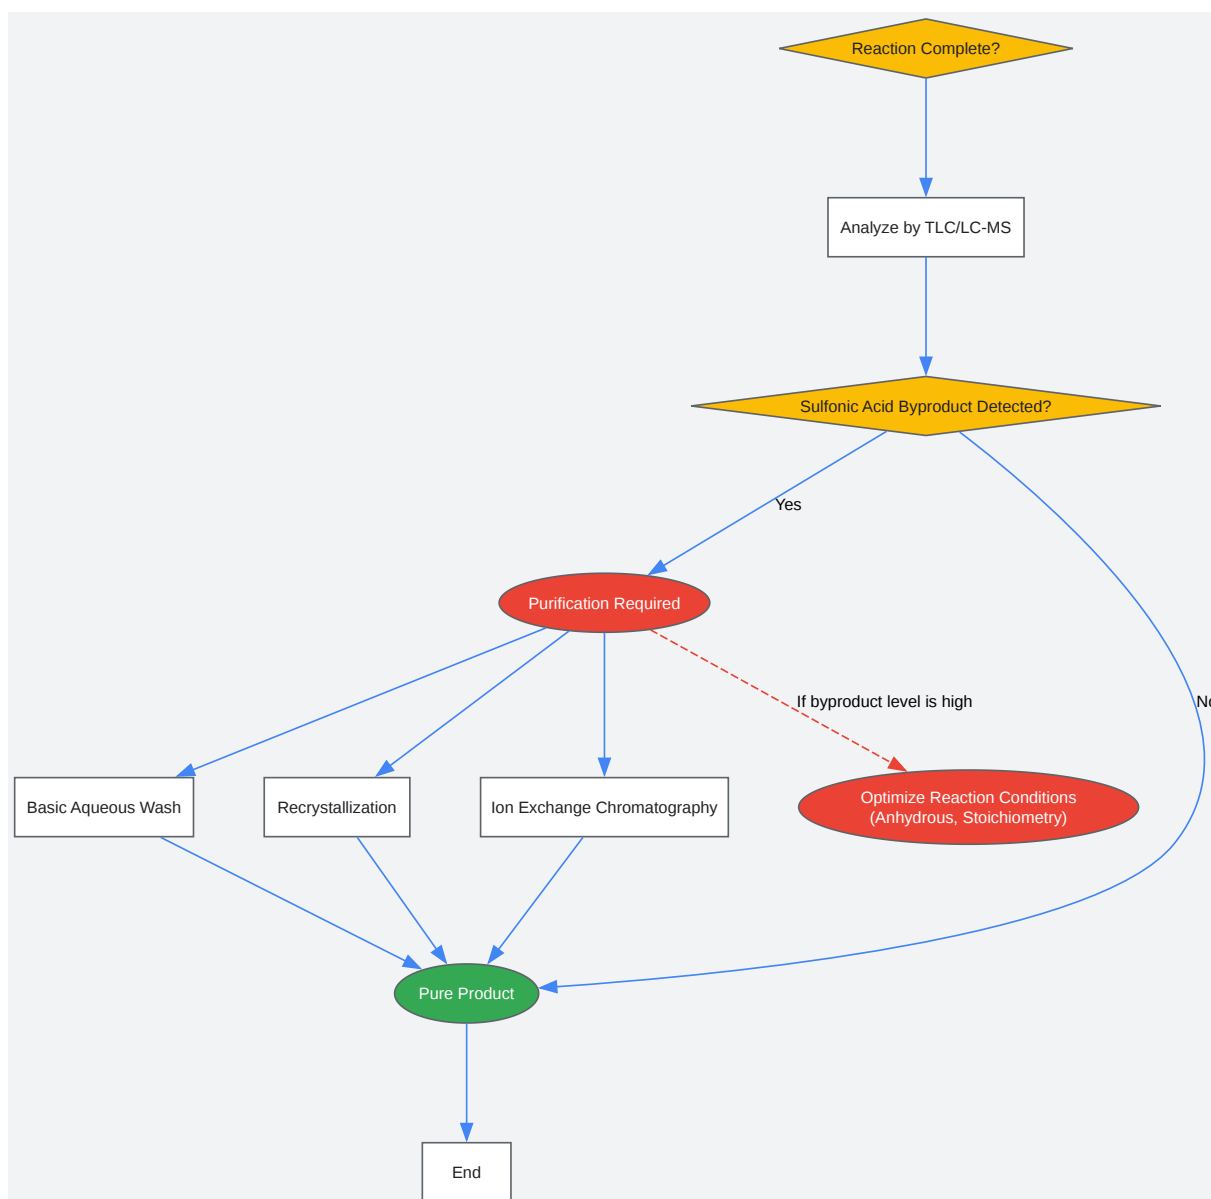 Reaction Complete?
Analyze by TLC/LC-MS
Sulfonic Acid Byproduct Detected?
Yes
Purification Required
If byproduct level is high
No
Basic Aqueous Wash
Recrystallization
Ion Exchange Chromatography
Optimize Reaction Conditions
(Anhydrous, Stoichiometry)
Pure Product
End